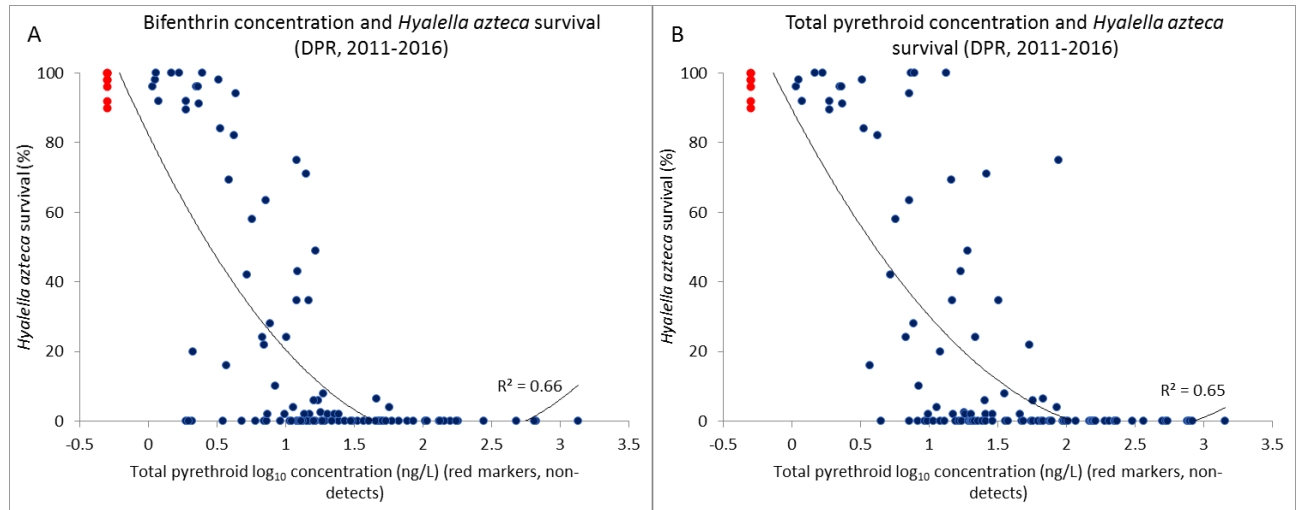 A
Bifenthrin concentration and Hyalella azteca survival
(DPR, 2011-2016)
100
80
60
40
20
0
Hyalella azteca survival (%)
R² = 0.66
-0.5 0 0.5 1 1.5 2 2.5 3 3.5
Total pyrethroid log₁₀ concentration (ng/L) (red markers, non-
detects)
B
Total pyrethroid concentration and Hyalella azteca
survival (DPR, 2011-2016)
100
80
60
40
20
0
Hyalella azteca survival (%)
R² = 0.65
-0.5 0 0.5 1 1.5 2 2.5 3 3.5
Total pyrethroid log₁₀ concentration (ng/L) (red markers, non-
detects)